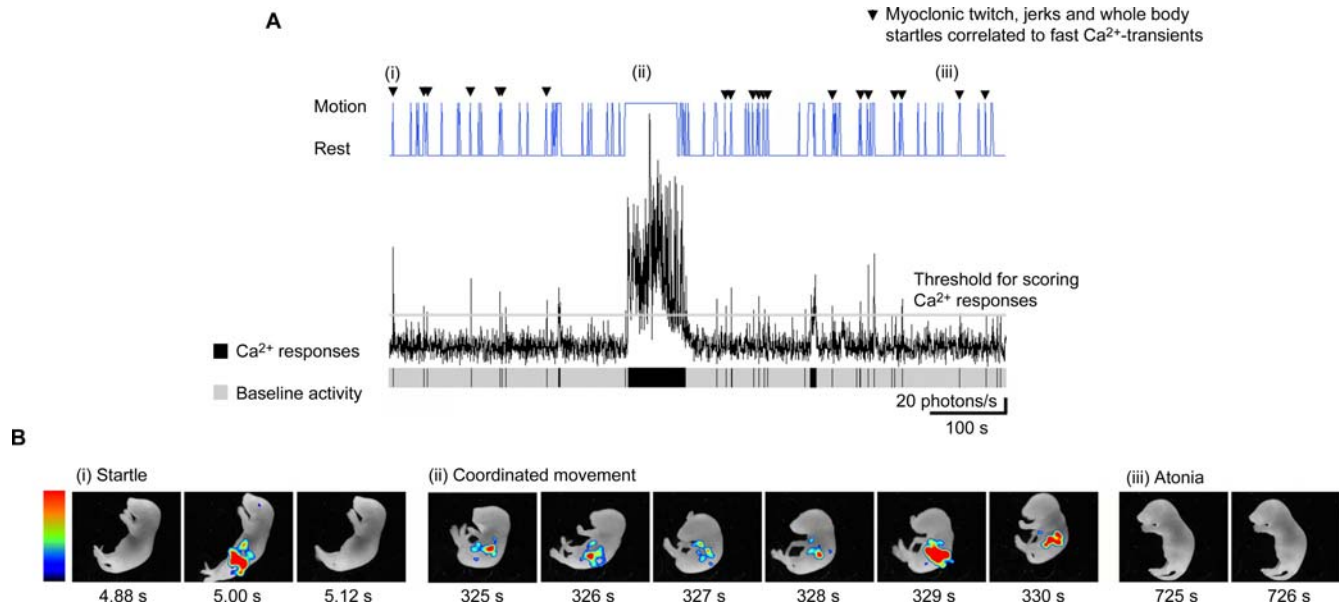 A
▼ Myoclonic twitch, jerks and whole body
startles correlated to fast Ca²⁺-transients
(i)
(ii)
(iii)
Motion
Rest
Threshold for scoring
Ca²⁺ responses
Ca²⁺ responses
Baseline activity
20 photons/s
100 s
B
(i) Startle
(ii) Coordinated movement
(iii) Atonia
4.88 s
5.00 s
5.12 s
325 s
326 s
327 s
328 s
329 s
330 s
725 s
726 s